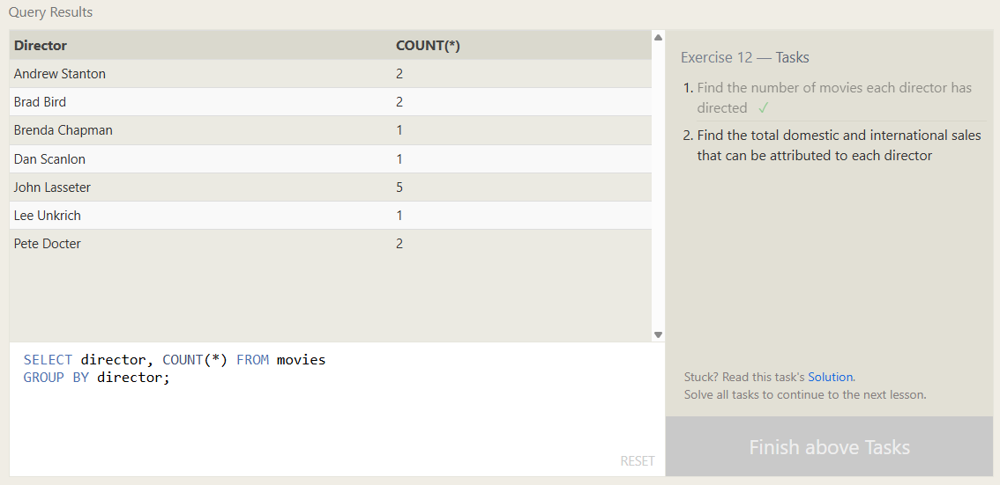 Query Results
Director COUNT(*)
Andrew Stanton 2
Brad Bird 2
Brenda Chapman 1
Dan Scanlon 1
John Lasseter 5
Lee Unkrich 1
Pete Docter 2
SELECT director, COUNT(*) FROM movies
GROUP BY director;
RESET
Exercise 12 — Tasks
1. Find the number of movies each director has
directed ✓
2. Find the total domestic and international sales
that can be attributed to each director
Stuck? Read this task's Solution.
Solve all tasks to continue to the next lesson.
Finish above Tasks